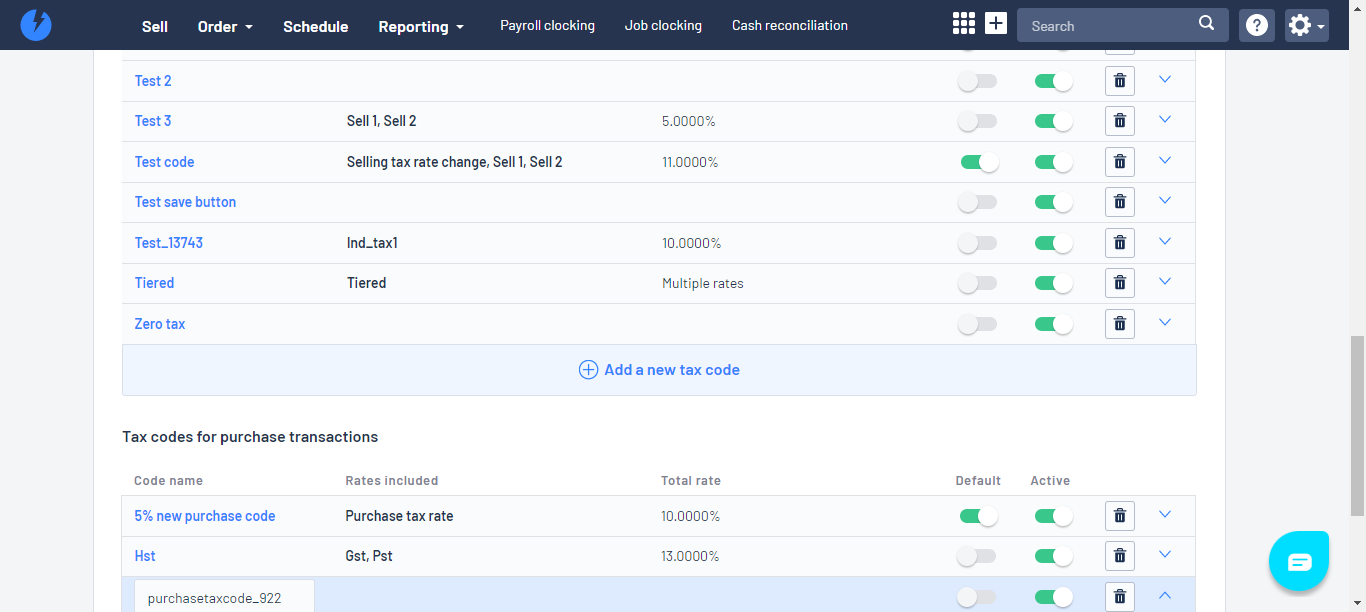 Sell Order Schedule Reporting Payroll clocking Job clocking Cash reconciliation Search
Test 2
Test 3 Sell 1, Sell 2 5.0000%
Test code Selling tax rate change, Sell 1, Sell 2 11.0000%
Test save button
Test_13743 Ind_tax1 10.0000%
Tiered Tiered Multiple rates
Zero tax
Add a new tax code
Tax codes for purchase transactions
Code name Rates included Total rate Default Active
5% new purchase code Purchase tax rate 10.0000%
Hst Gst, Pst 13.0000%
purchasetaxcode_922